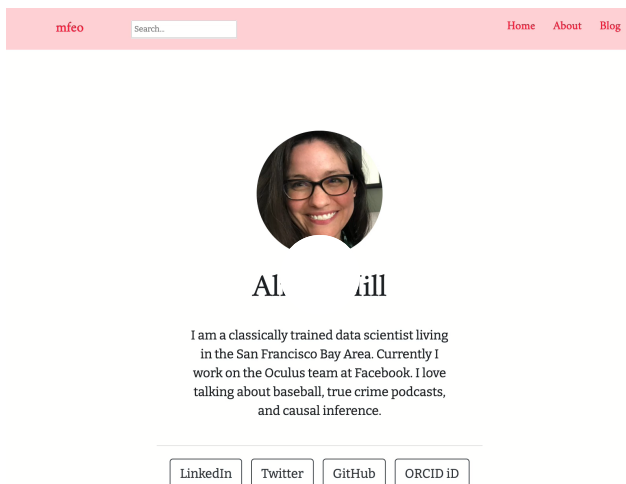 mfeo
Search...
Home About Blog
I am a classically trained data scientist living
in the San Francisco Bay Area. Currently I
work on the Oculus team at Facebook. I love
talking about baseball, true crime podcasts,
and causal inference.
LinkedIn Twitter GitHub ORCID iD